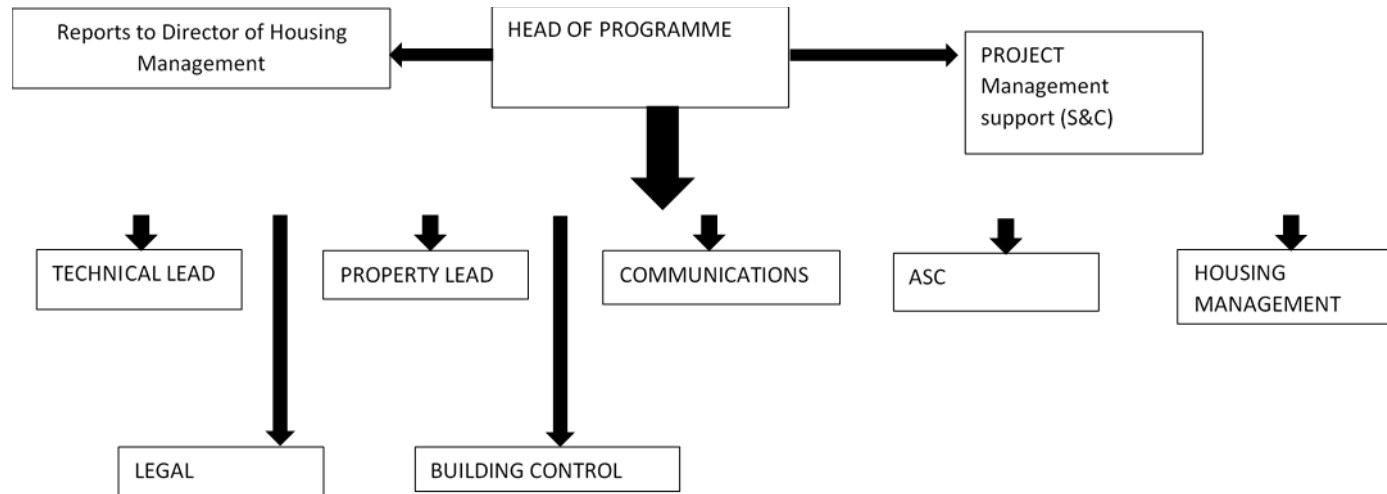 Reports to Director of Housing
Management
HEAD OF PROGRAMME
PROJECT
Management
support (S&C)
TECHNICAL LEAD
PROPERTY LEAD
COMMUNICATIONS
ASC
HOUSING
MANAGEMENT
LEGAL
BUILDING CONTROL